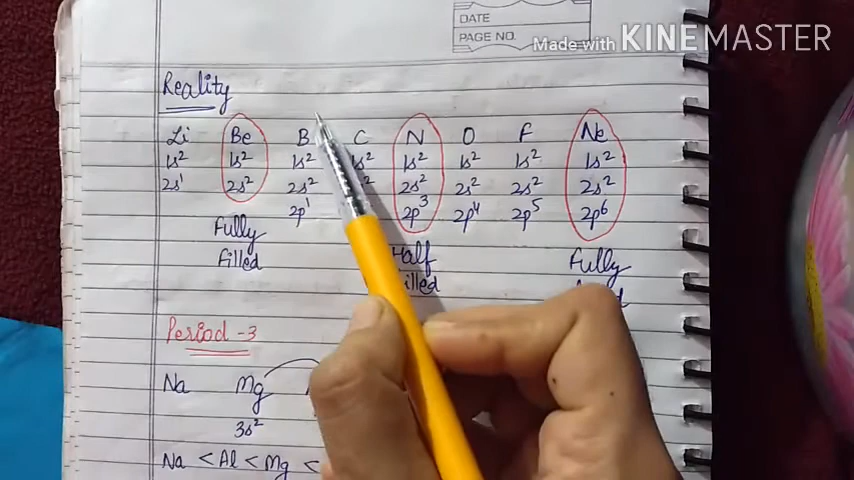 DATE
PAGE NO.
Made with KINEMASTER
Reality
Li Be B C N O F Ne
1s² 1s² 1s² 1s² 1s² 1s² 1s² 1s²
2s¹ 2s² 2s² 2s² 2s² 2s² 2s²
2p¹ 2p³ 2p⁴ 2p⁵ 2p⁶
Fully Half Fully
Filled
Period-3
Na Mg
3s²
Na < Al < Mg <